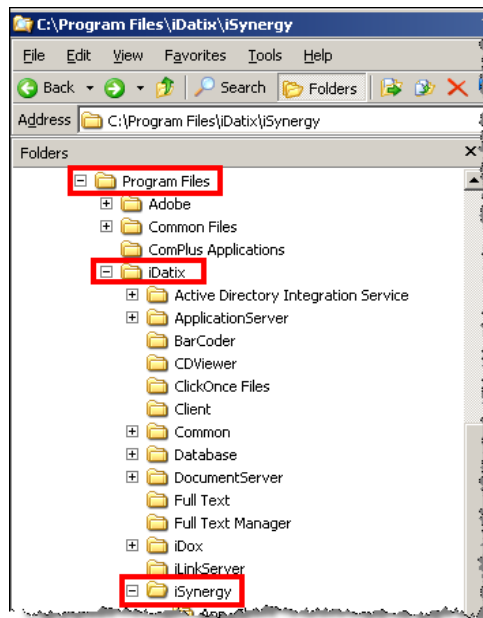 C:\Program Files\iDatix\iSynergy
File Edit View Favorites Tools Help
Back Search Folders
Address C:\Program Files\iDatix\iSynergy
Folders
Program Files
Adobe
Common Files
ComPlus Applications
iDatix
Active Directory Integration Service
ApplicationServer
BarCoder
CDViewer
ClickOnce Files
Client
Common
Database
DocumentServer
Full Text
Full Text Manager
iDox
iLinkServer
iSynergy